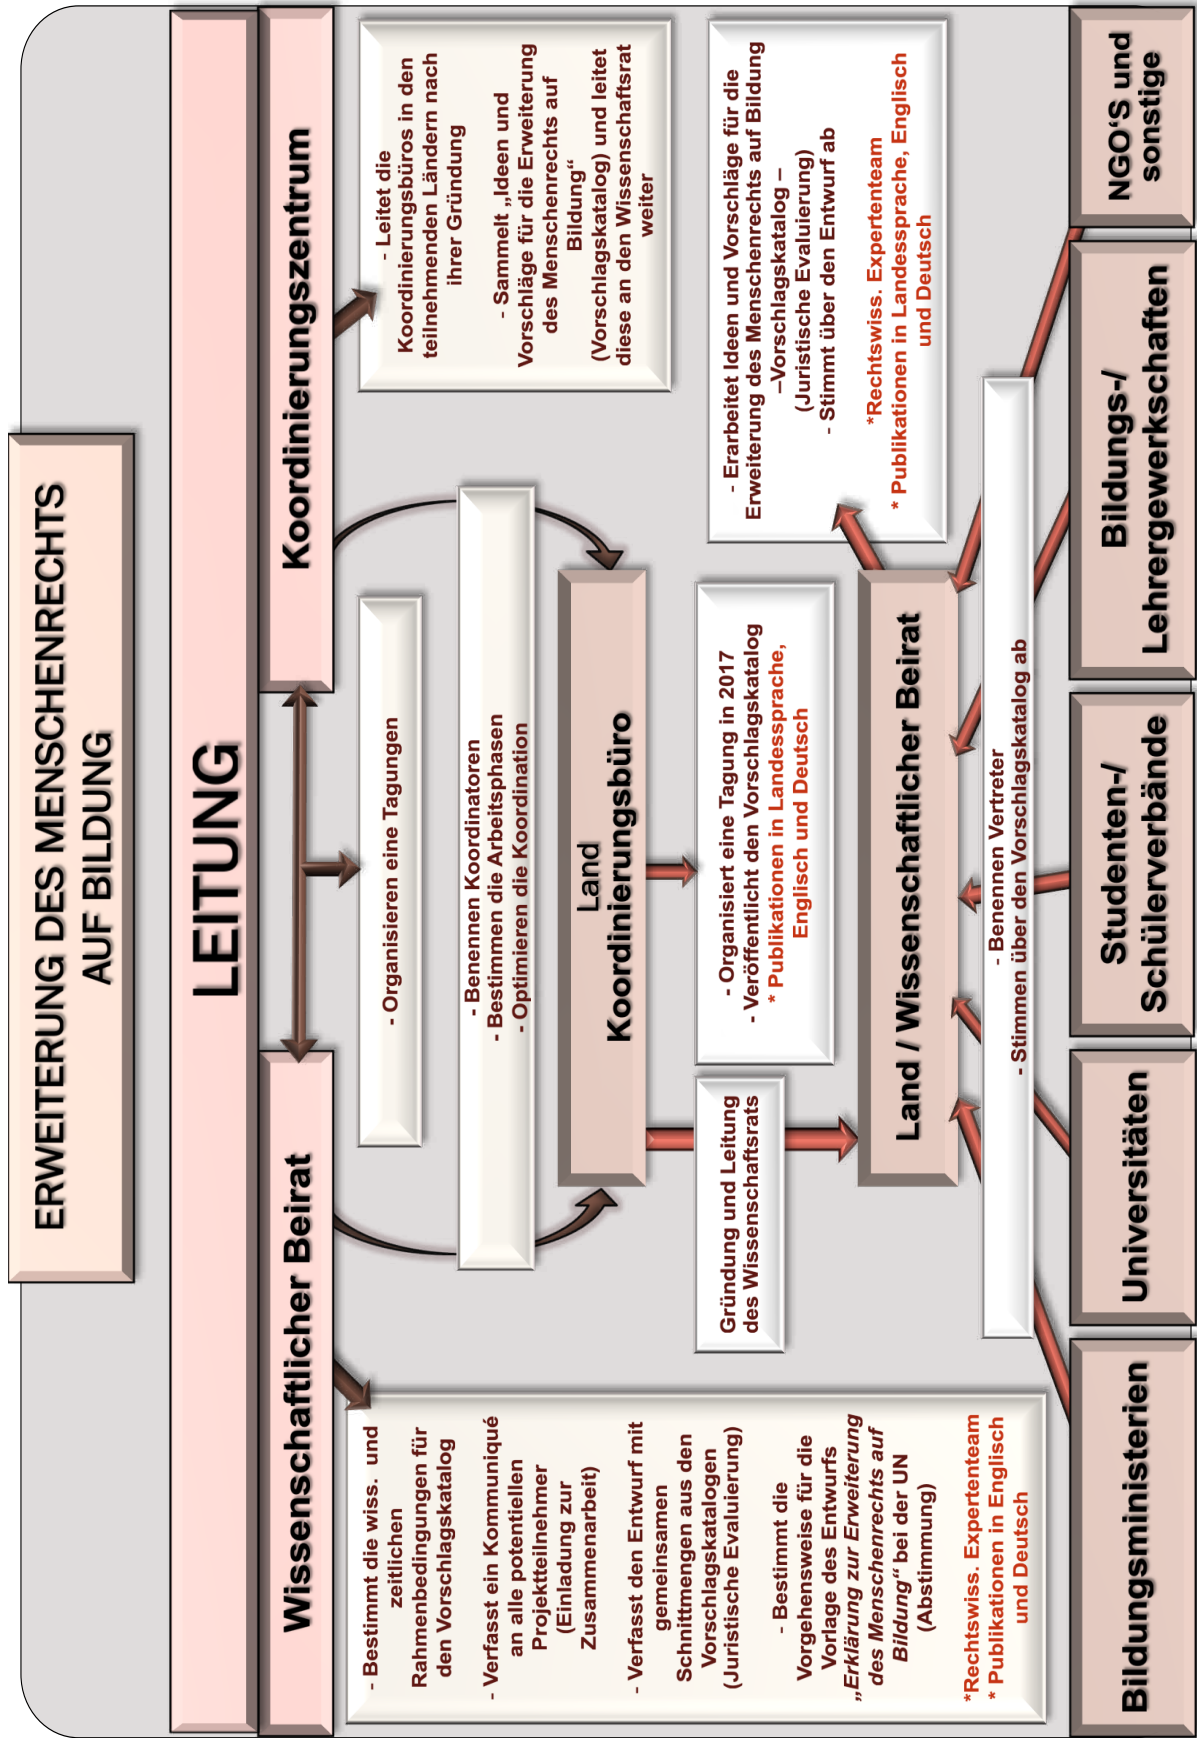 ERWEITERUNG DES MENSCHENRECHTS
AUF BILDUNG
LEITUNG
Wissenschaftlicher Beirat
Koordinierungszentrum
- Bestimmt die wiss.  und
zeitlichen
Rahmenbedingungen für
den Vorschlagskatalog
- Verfasst ein Kommuniqué
an alle potentiellen
Projektteilnehmer
(Einladung zur
Zusammenarbeit)
- Verfasst den Entwurf mit
gemeinsamen
Schnittmengen aus den
Vorschlagskatalogen
(Juristische Evaluierung)
- Bestimmt die
Vorgehensweise für die
Vorlage des Entwurfs
„Erklärung zur Erweiterung
des Menschenrechts auf
Bildung“ bei der UN
(Abstimmung)
*Rechtswiss. Expertenteam
* Publikationen in Englisch
und Deutsch
- Organisieren eine Tagungen
- Benennen Koordinatoren
- Bestimmen die Arbeitsphasen
- Optimieren die Koordination
- Leitet die
Koordinierungsbüros in den
teilnehmenden Ländern nach
ihrer Gründung
- Sammelt „Ideen und
Vorschläge für die Erweiterung
des Menschenrechts auf
Bildung“
(Vorschlagskatalog) und leitet
diese an den Wissenschaftsrat
weiter
Land
Koordinierungsbüro
Gründung und Leitung
des Wissenschaftsrats
- Organisiert eine Tagung in 2017
- Veröffentlicht den Vorschlagskatalog
* Publikationen in Landessprache,
Englisch und Deutsch
- Erarbeitet Ideen und Vorschläge für die
Erweiterung des Menschenrechts auf Bildung
–Vorschlagskatalog –
(Juristische Evaluierung)
- Stimmt über den Entwurf ab
*Rechtswiss. Expertenteam
* Publikationen in Landessprache, Englisch
und Deutsch
Land / Wissenschaftlicher Beirat
- Benennen Vertreter
- Stimmen über den Vorschlagskatalog ab
Bildungsministerien
Universitäten
Studenten-/
Schülerverbände
Bildungs-/
Lehrergewerkschaften
NGO‘S und
sonstige